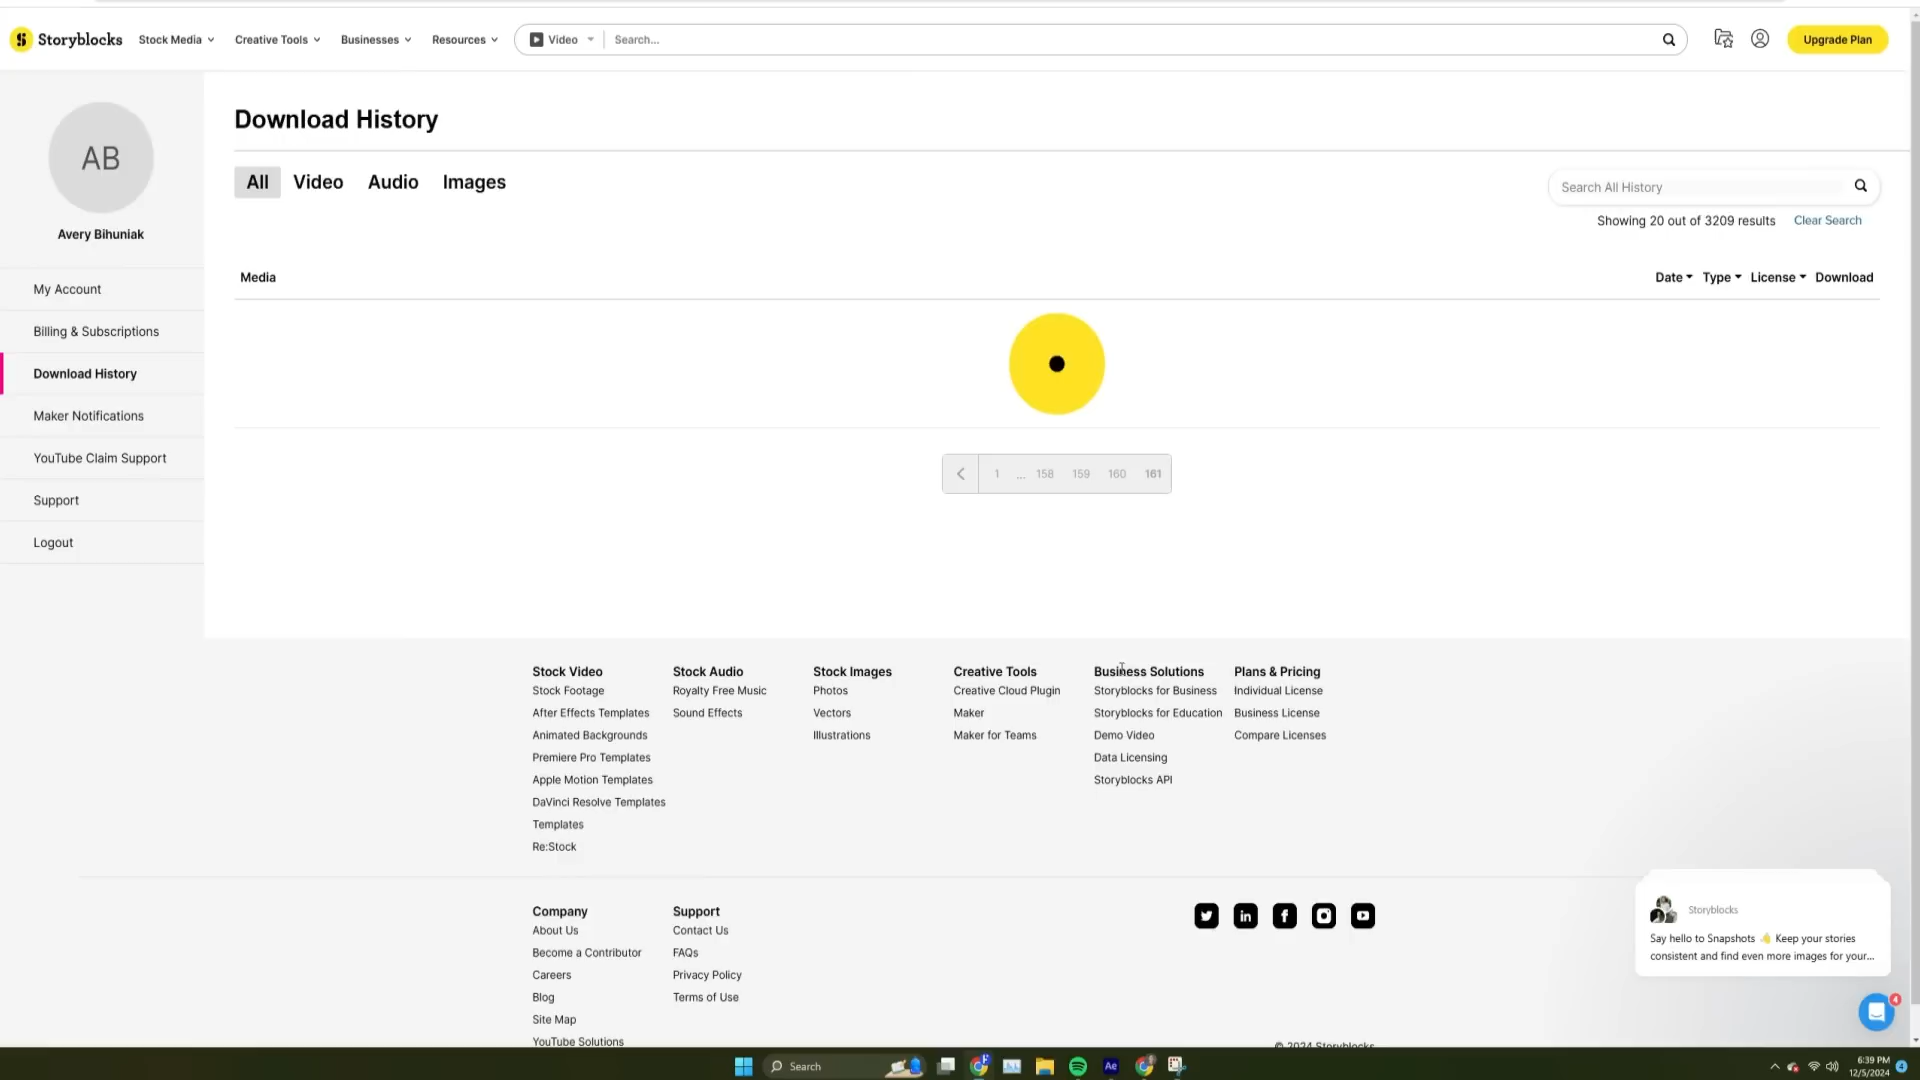 Storyblocks
Stock Media
Creative Tools
Businesses
Resources
Video
Search...
Upgrade Plan
AB
Avery Bihuniak
My Account
Billing & Subscriptions
Download History
Maker Notifications
YouTube Claim Support
Support
Logout
Download History
All
Video
Audio
Images
Search All History
Showing 20 out of 3209 results
Clear Search
Media
Date
Type
License
Download
1 ... 158 159 160 161
Stock Video
Stock Footage
After Effects Templates
Animated Backgrounds
Premiere Pro Templates
Apple Motion Templates
DaVinci Resolve Templates
Templates
Re:Stock
Stock Audio
Royalty Free Music
Sound Effects
Stock Images
Photos
Vectors
Illustrations
Creative Tools
Creative Cloud Plugin
Maker
Maker for Teams
Business Solutions
Storyblocks for Business
Storyblocks for Education
Demo Video
Data Licensing
Storyblocks API
Plans & Pricing
Individual License
Business License
Compare Licenses
Company
About Us
Become a Contributor
Careers
Blog
Site Map
YouTube Solutions
Support
Contact Us
FAQs
Privacy Policy
Terms of Use
© 2024 Storyblocks
Storyblocks
Say hello to Snapshots 👋 Keep your stories
consistent and find even more images for your...
4
Search
Ae
6:39 PM
12/5/2024
4